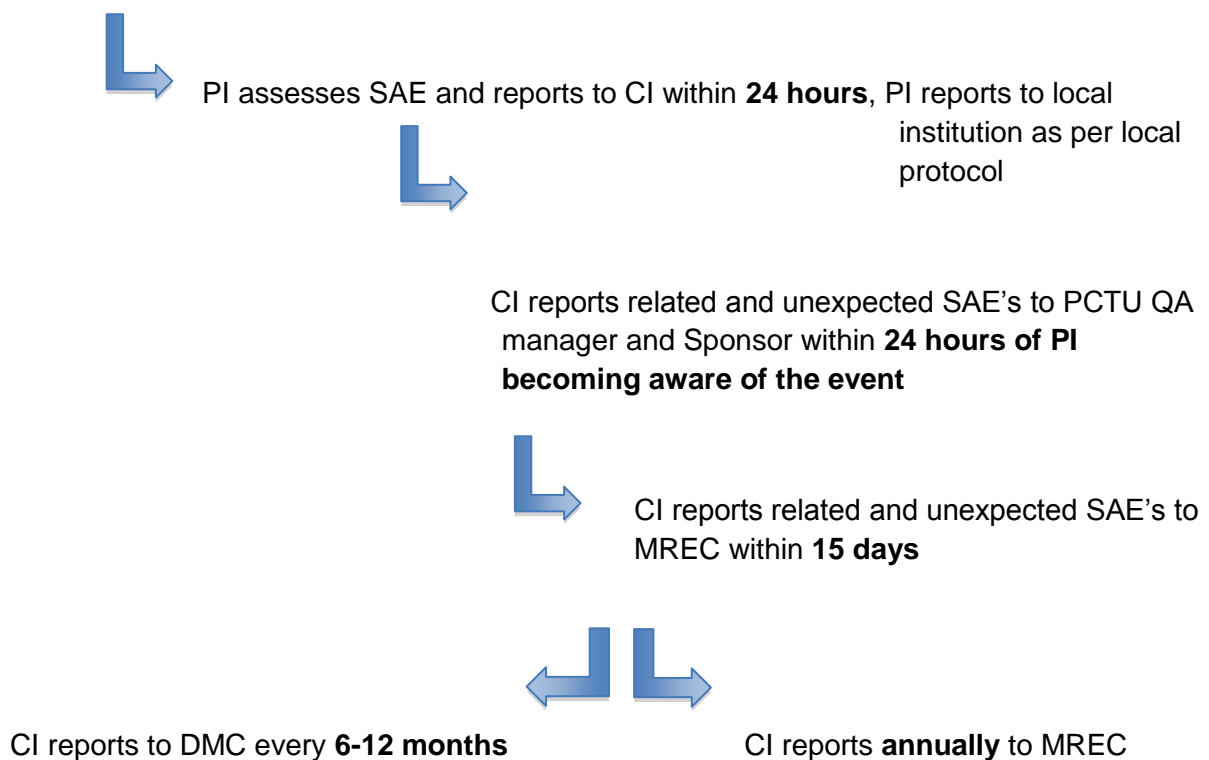 PI assesses SAE and reports to CI within 24 hours, PI reports to local
institution as per local
protocol
CI reports related and unexpected SAE's to PCTU QA
manager and Sponsor within 24 hours of PI
becoming aware of the event
CI reports related and unexpected SAE's to
MREC within 15 days
CI reports to DMC every 6-12 months
CI reports annually to MREC